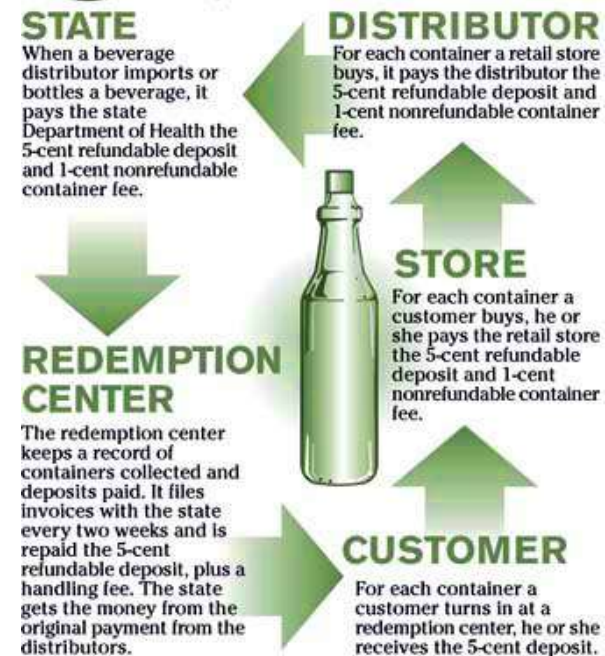 STATE
When a beverage
distributor imports or
bottles a beverage, it
pays the state
Department of Health the
5-cent refundable deposit
and 1-cent nonrefundable
container fee.
DISTRIBUTOR
For each container a retail store
buys, it pays the distributor the
5-cent refundable deposit and
1-cent nonrefundable container
fee.
STORE
For each container a
customer buys, he or
she pays the retail store
the 5-cent refundable
deposit and 1-cent
nonrefundable container
fee.
REDEMPTION
CENTER
The redemption center
keeps a record of
containers collected and
deposits paid. It files
invoices with the state
every two weeks and is
repaid the 5-cent
refundable deposit, plus a
handling fee. The state
gets the money from the
original payment from the
distributors.
CUSTOMER
For each container a
customer turns in at a
redemption center, he or she
receives the 5-cent deposit.